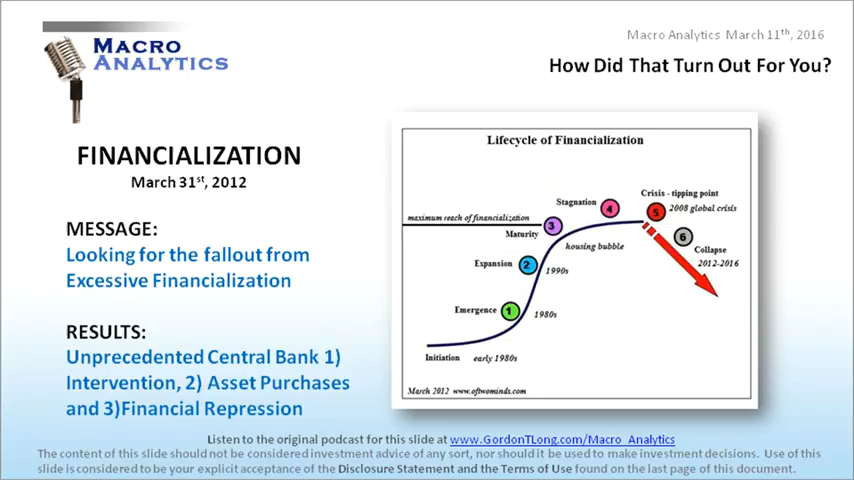 MACRO
ANALYTICS
Macro Analytics March 11th, 2016
How Did That Turn Out For You?
FINANCIALIZATION
March 31st, 2012
MESSAGE:
Looking for the fallout from
Excessive Financialization
RESULTS:
Unprecedented Central Bank 1)
Intervention, 2) Asset Purchases
and 3)Financial Repression
Lifecycle of Financialization
Crisis - tipping point
Stagnation
4
5
2008 global crisis
maximum reach of financialization
3
Maturity
6
housing bubble
Collapse
2012-2016
Expansion
2
1990s
Emergence
1
1980s
Initiation
early 1980s
March 2012 www.oftwominds.com
Listen to the original podcast for this slide at www.GordonTLong.com/Macro_Analytics
The content of this slide should not be considered investment advice of any sort, nor should it be used to make investment decisions. Use of this
slide is considered to be your explicit acceptance of the Disclosure Statement and the Terms of Use found on the last page of this document.